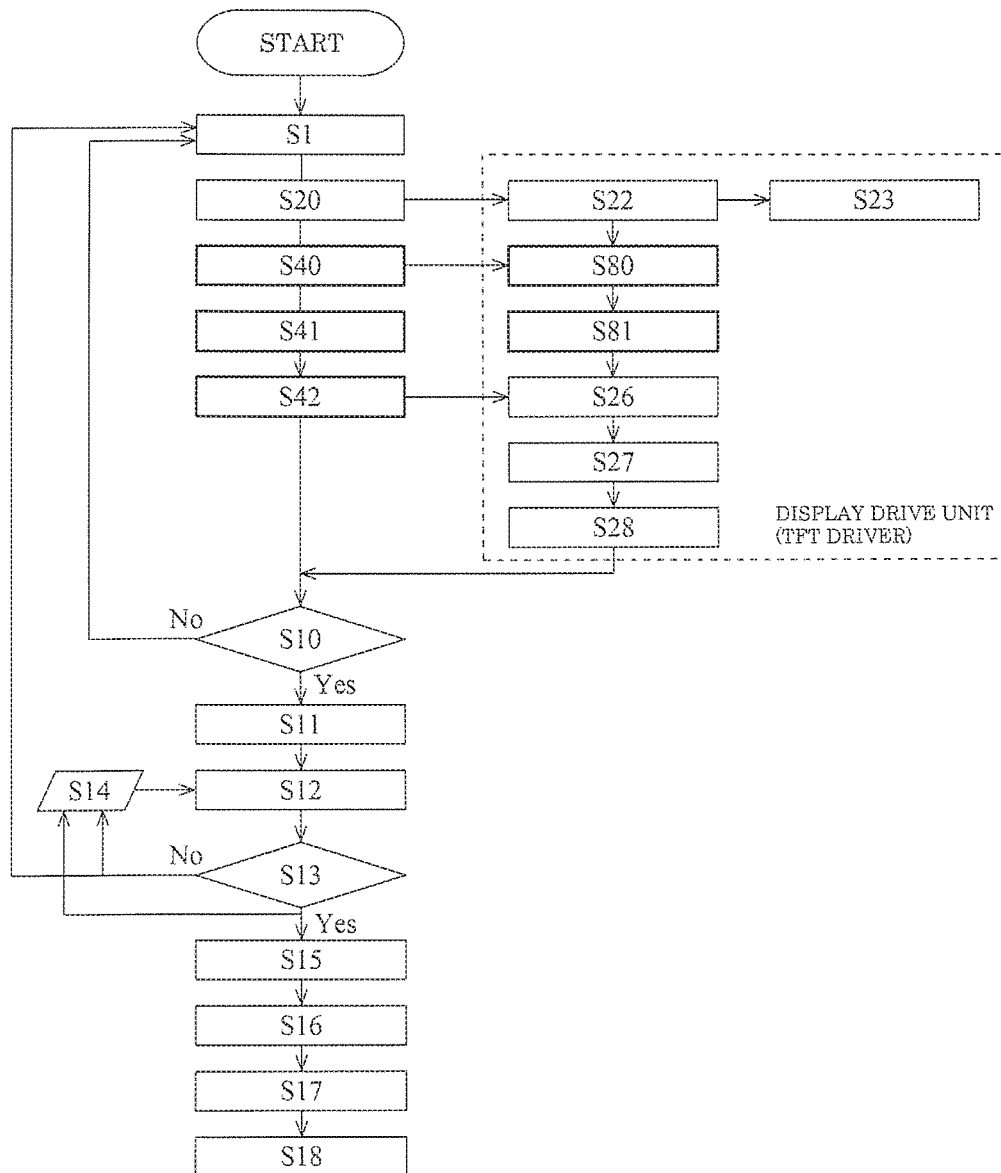 START
S1
S20
S22
S23
S40
S80
S41
S81
S42
S26
S27
S28
DISPLAY DRIVE UNIT
(TFT DRIVER)
No
S10
Yes
S11
S14
S12
No
S13
Yes
S15
S16
S17
S18